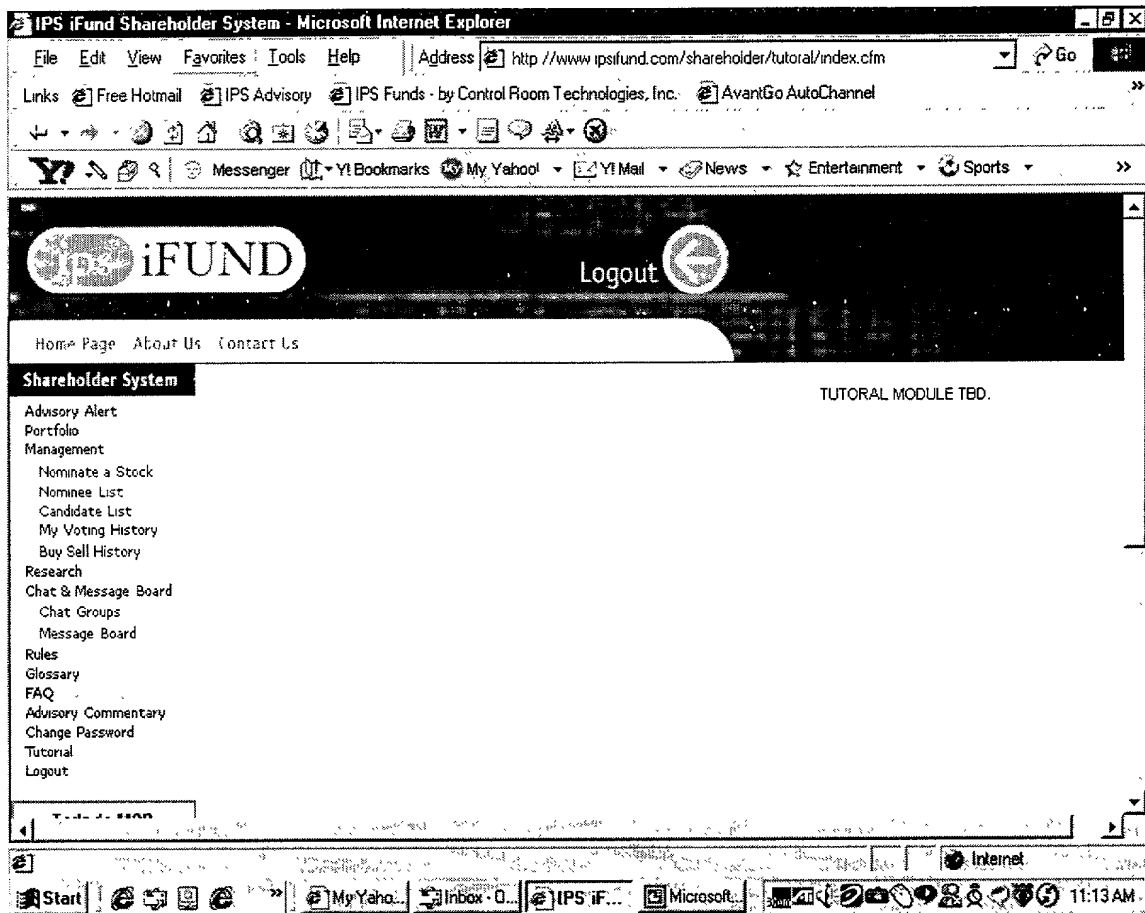 IPS iFund Shareholder System - Microsoft Internet Explorer
File Edit View Favorites Tools Help Address http //www ipsifund.com/shareholder/tutoral/index.cfm Go
Links Free Hotmail IPS Advisory IPS Funds - by Control Room Technologies, Inc. AvantGo AutoChannel »
Y? Messenger Y! Bookmarks My Yahoo! Y! Mail News Entertainment Sports »
IPS iFUND
Logout
Home Page About Us Contact Us
Shareholder System
TUTORAL MODULE TBD.
Advisory Alert
Portfolio
Management
Nominate a Stock
Nominee List
Candidate List
My Voting History
Buy Sell History
Research
Chat & Message Board
Chat Groups
Message Board
Rules
Glossary
FAQ
Advisory Commentary
Change Password
Tutorial
Logout
Internet
Start » My Yaho... Inbox - O... IPS iF... Microsoft... 11:13 AM